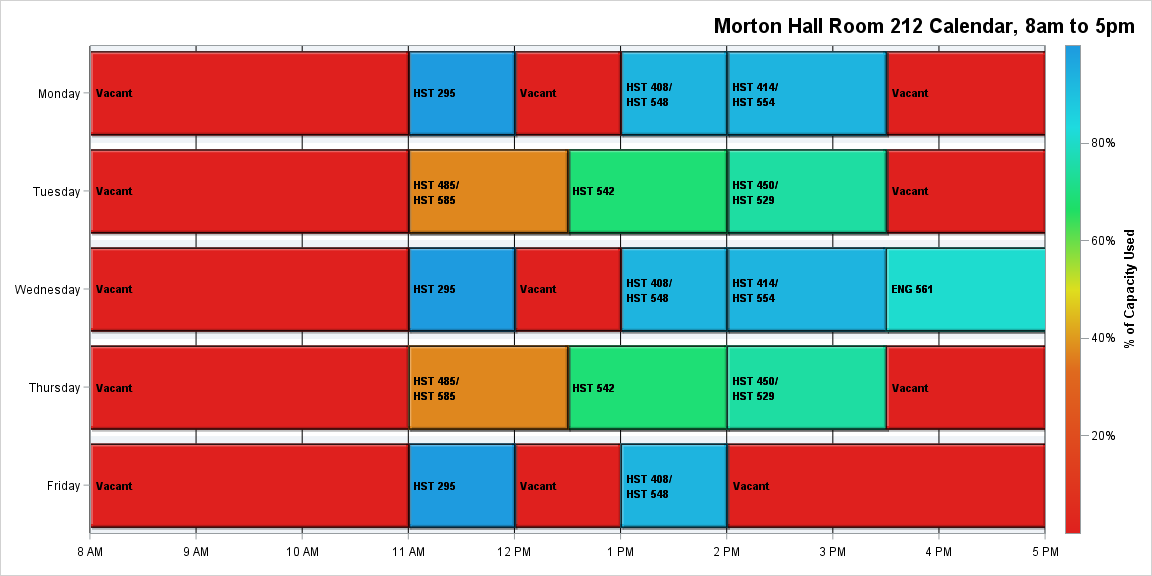 Morton Hall Room 212 Calendar, 8am to 5pm
Monday
Vacant
HST 295
Vacant
HST 408/
HST 548
HST 414/
HST 554
Vacant
Tuesday
Vacant
HST 485/
HST 585
HST 542
HST 450/
HST 529
Vacant
Wednesday
Vacant
HST 295
Vacant
HST 408/
HST 548
HST 414/
HST 554
ENG 561
Thursday
Vacant
HST 485/
HST 585
HST 542
HST 450/
HST 529
Vacant
Friday
Vacant
HST 295
Vacant
HST 408/
HST 548
Vacant
8 AM
9 AM
10 AM
11 AM
12 PM
1 PM
2 PM
3 PM
4 PM
5 PM
80%
60%
40%
20%
% of Capacity Used